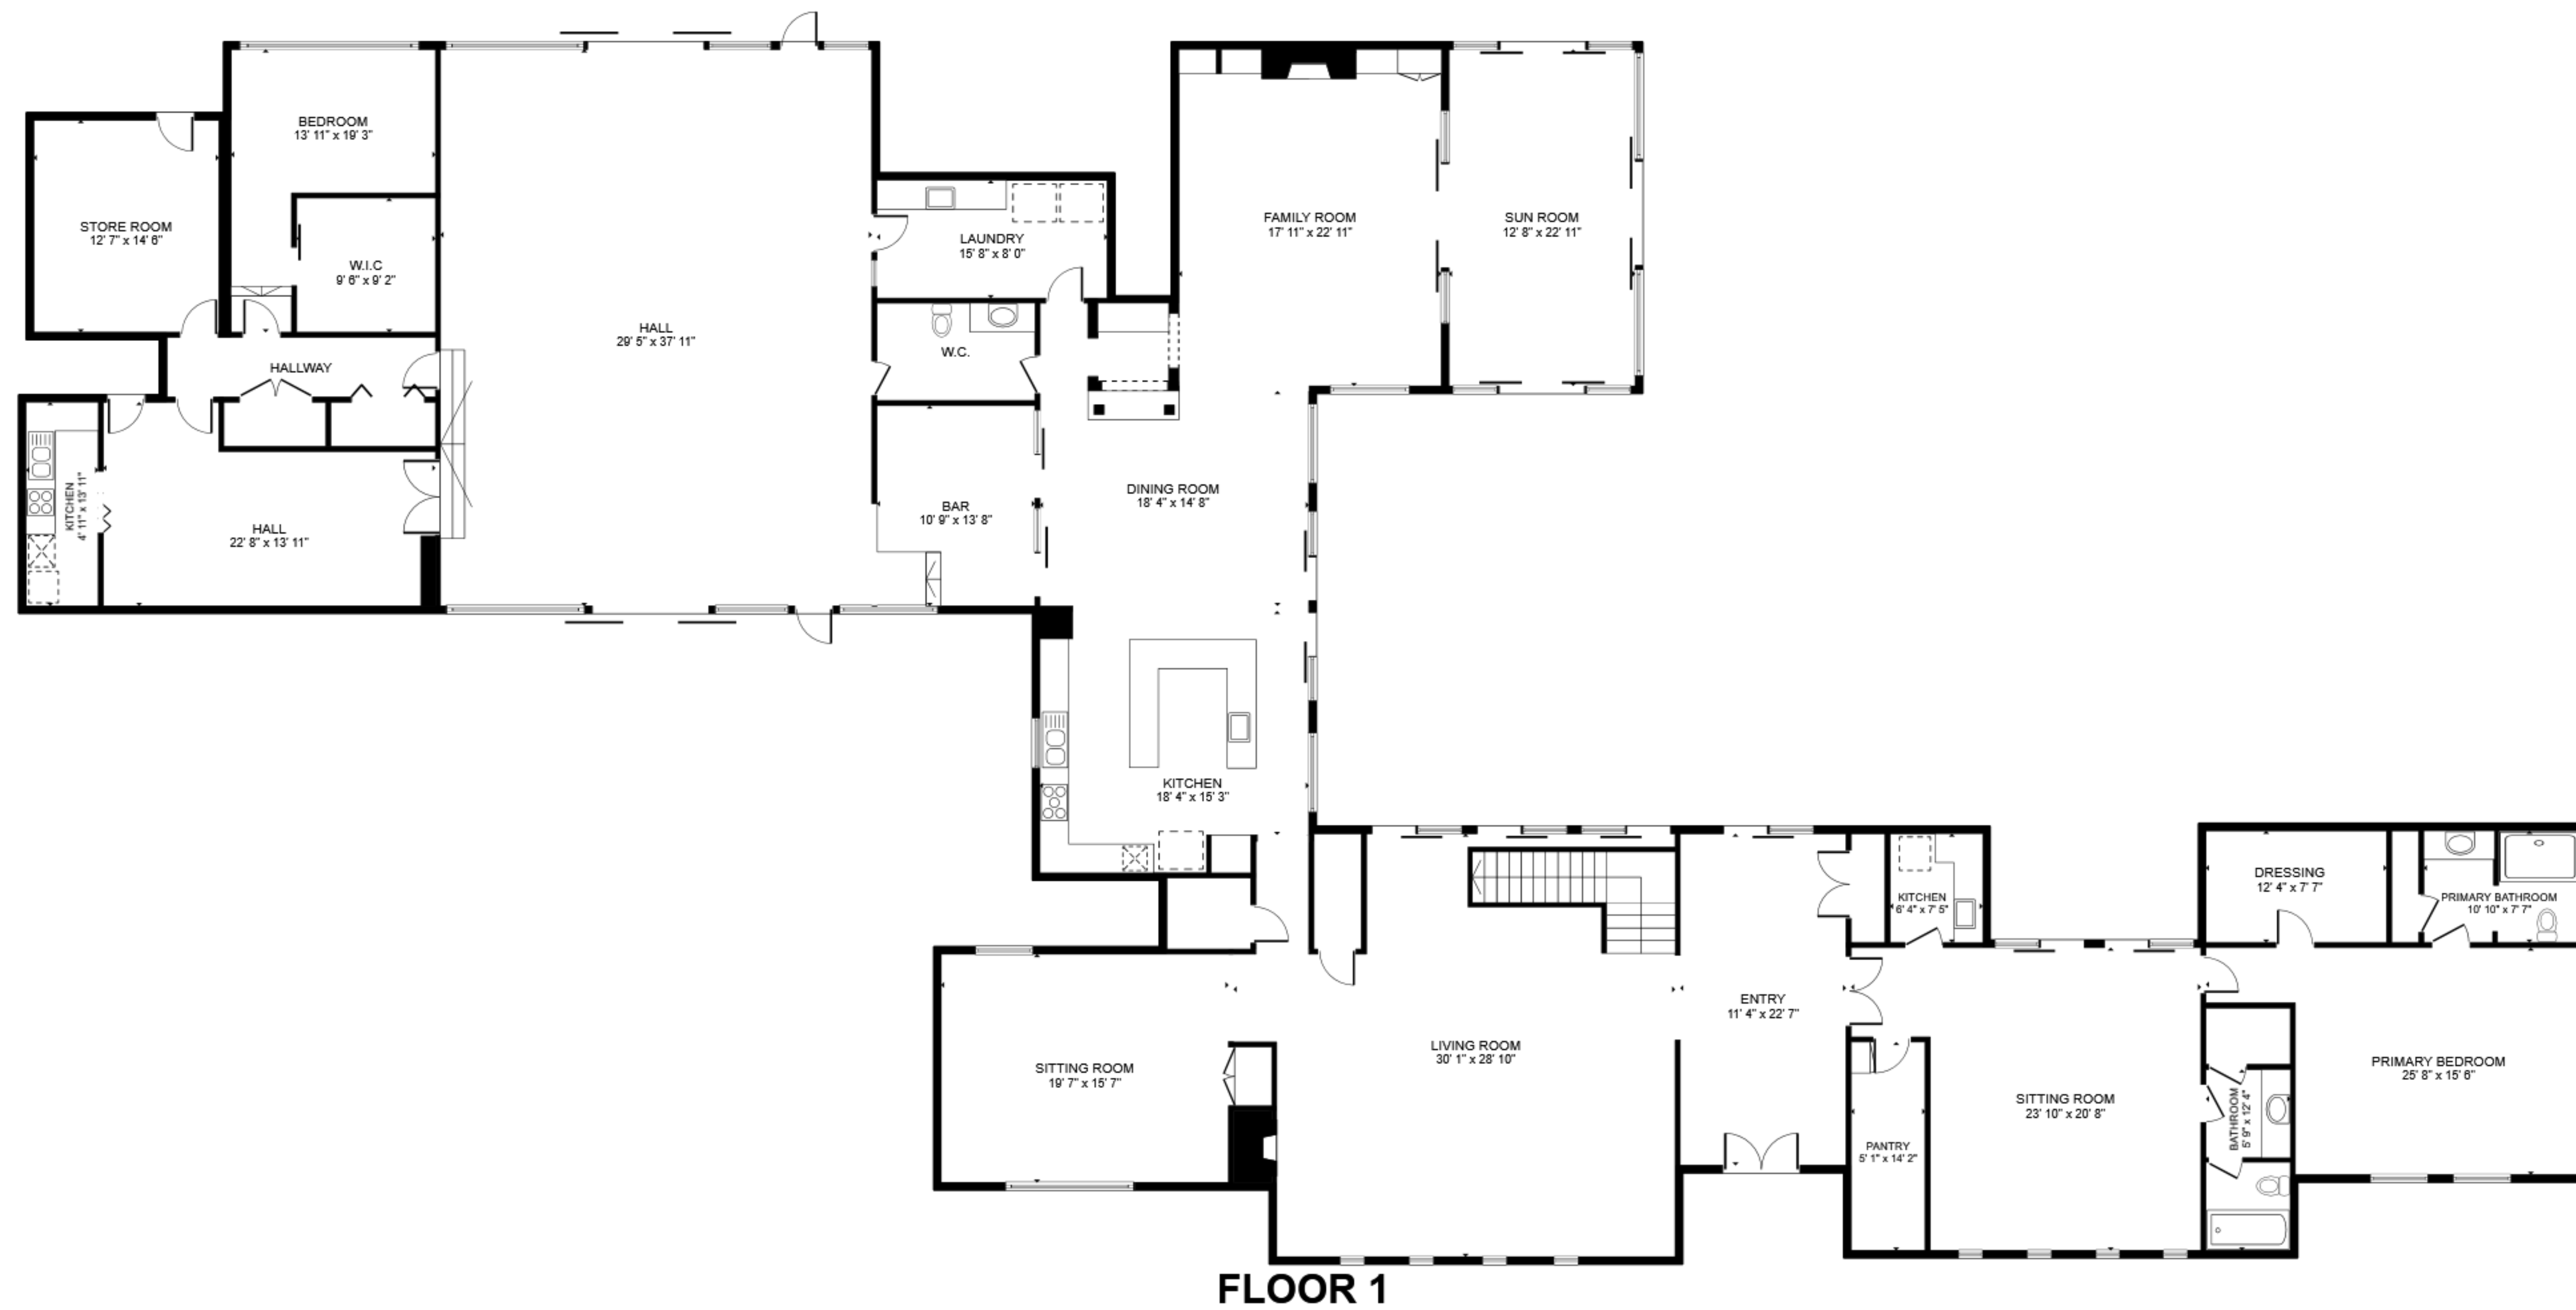 BEDROOM
13' 11" x 19' 3"
STORE ROOM
12' 7" x 14' 6"
W.I.C
9' 6" x 9' 2"
HALLWAY
KITCHEN
4' 11" x 13' 11"
HALL
22' 8" x 13' 11"
HALL
29' 5" x 37' 11"
LAUNDRY
15' 8" x 8' 0"
W.C.
BAR
10' 9" x 13' 8"
FAMILY ROOM
17' 11" x 22' 11"
SUN ROOM
12' 8" x 22' 11"
DINING ROOM
18' 4" x 14' 8"
KITCHEN
18' 4" x 15' 3"
SITTING ROOM
19' 7" x 15' 7"
LIVING ROOM
30' 1" x 28' 10"
ENTRY
11' 4" x 22' 7"
KITCHEN
6' 4" x 7' 5"
PANTRY
5' 1" x 14' 2"
SITTING ROOM
23' 10" x 20' 8"
DRESSING
12' 4" x 7' 7"
PRIMARY BATHROOM
10' 10" x 7' 7"
BATHROOM
5' 9" x 12' 4"
PRIMARY BEDROOM
25' 8" x 15' 6"
FLOOR 1